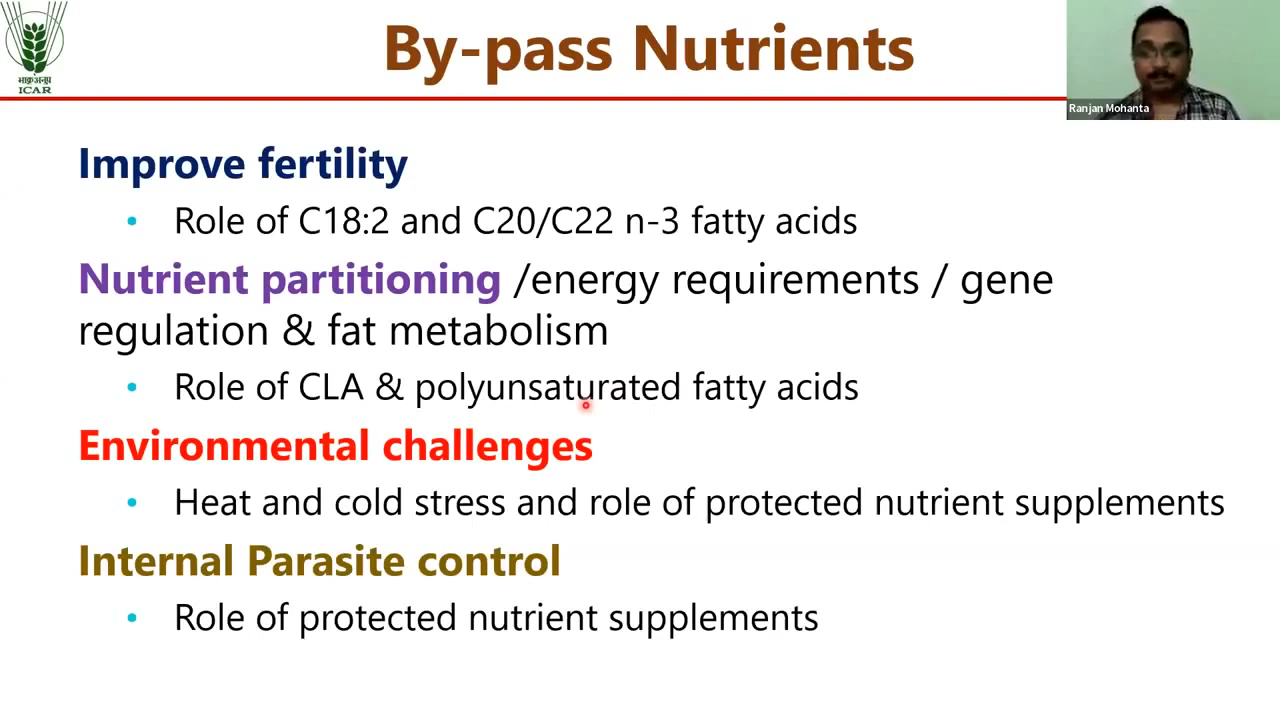 By-pass Nutrients
भाकृअनुप
ICAR
Ranjan Mohanta
Improve fertility
• Role of C18:2 and C20/C22 n-3 fatty acids
Nutrient partitioning /energy requirements / gene
regulation & fat metabolism
• Role of CLA & polyunsaturated fatty acids
Environmental challenges
• Heat and cold stress and role of protected nutrient supplements
Internal Parasite control
• Role of protected nutrient supplements